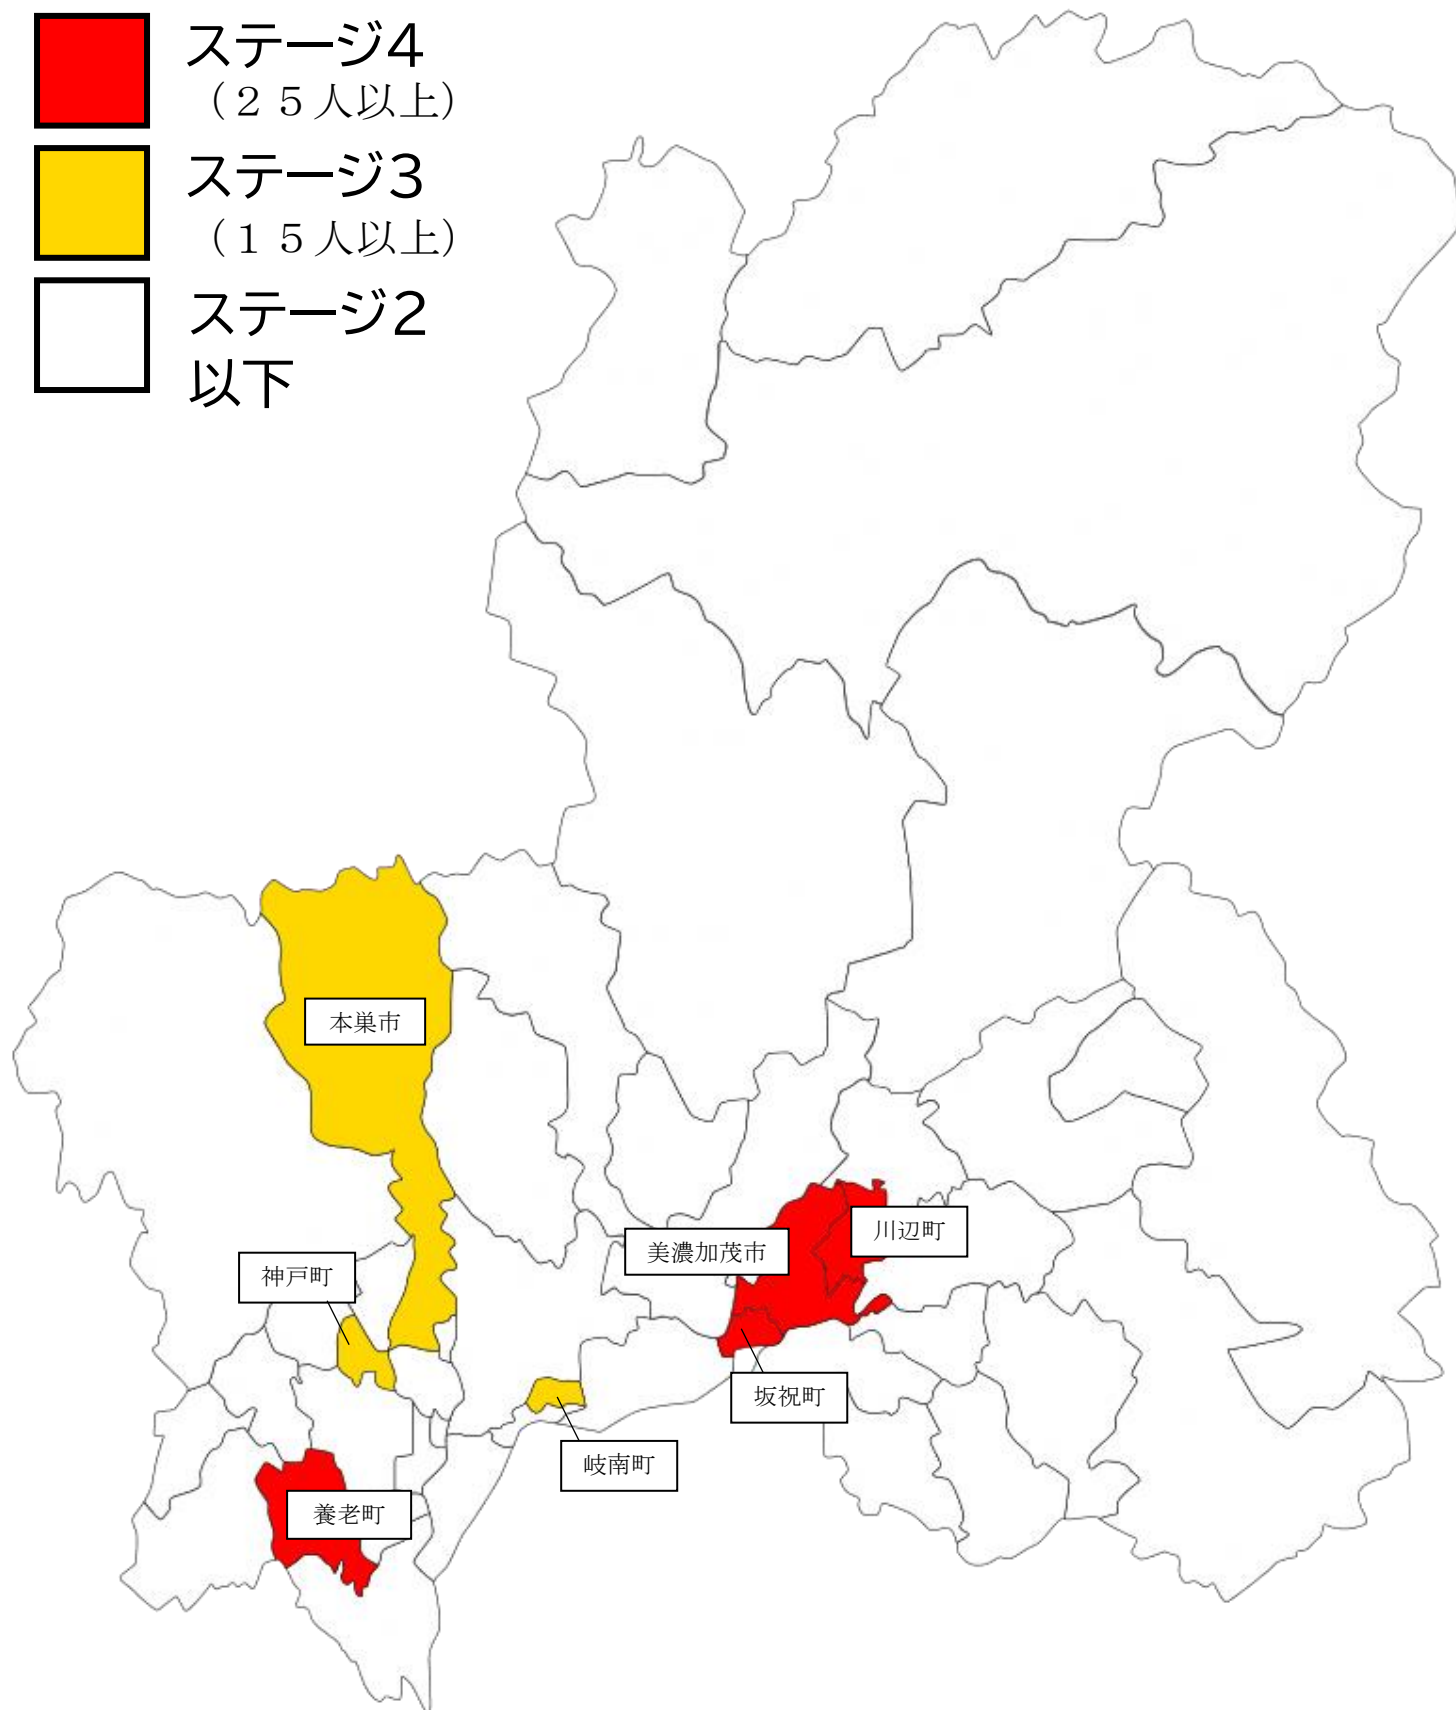 ステージ4
（２５人以上）
ステージ3
（１５人以上）
ステージ2
以下
本巣市
川辺町
美濃加茂市
神戸町
坂祝町
岐南町
養老町